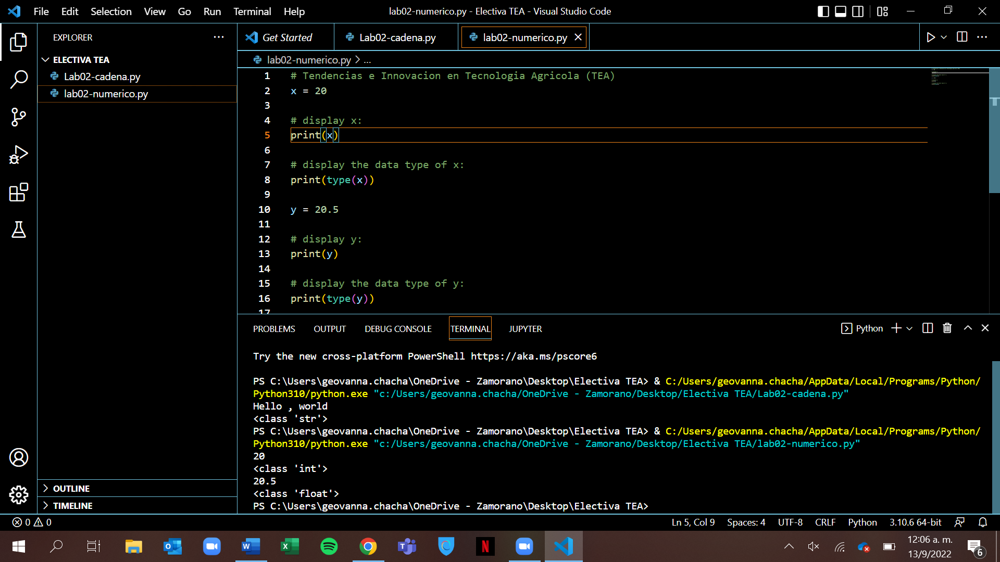 File Edit Selection View Go Run Terminal Help lab02-numerico.py - Electiva TEA - Visual Studio Code
EXPLORER
ELECTIVA TEA
Lab02-cadena.py
lab02-numerico.py
OUTLINE
TIMELINE
Get Started Lab02-cadena.py lab02-numerico.py
lab02-numerico.py > ...
1 # Tendencias e Innovacion en Tecnologia Agricola (TEA)
2 x = 20
3
4 # display x:
5 print(x)
6
7 # display the data type of x:
8 print(type(x))
9
10 y = 20.5
11
12 # display y:
13 print(y)
14
15 # display the data type of y:
16 print(type(y))
17
PROBLEMS OUTPUT DEBUG CONSOLE TERMINAL JUPYTER Python
Try the new cross-platform PowerShell https://aka.ms/pscore6
PS C:\Users\geovanna.chacha\OneDrive - Zamorano\Desktop\Electiva TEA> & C:/Users/geovanna.chacha/AppData/Local/Programs/Python/
Python310/python.exe "c:/Users/geovanna.chacha/OneDrive - Zamorano/Desktop/Electiva TEA/Lab02-cadena.py"
Hello , world
<class 'str'>
PS C:\Users\geovanna.chacha\OneDrive - Zamorano\Desktop\Electiva TEA> & C:/Users/geovanna.chacha/AppData/Local/Programs/Python/
Python310/python.exe "c:/Users/geovanna.chacha/OneDrive - Zamorano/Desktop/Electiva TEA/lab02-numerico.py"
20
<class 'int'>
20.5
<class 'float'>
PS C:\Users\geovanna.chacha\OneDrive - Zamorano\Desktop\Electiva TEA>
0 0 Ln 5, Col 9 Spaces: 4 UTF-8 CRLF Python 3.10.6 64-bit
12:06 a. m.
13/9/2022
6